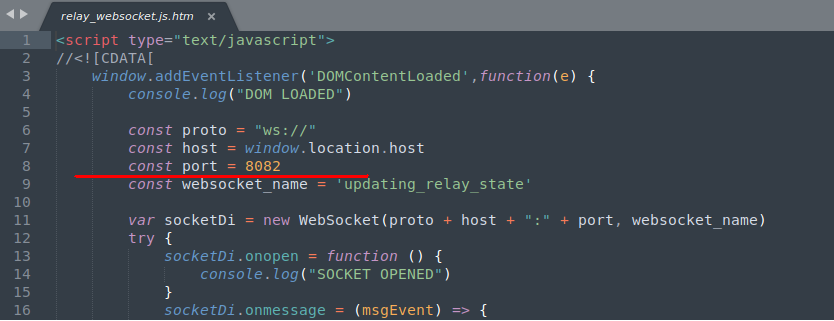 relay_websocket.js.htm ×
1 <script type="text/javascript">
2 //<![CDATA[
3 window.addEventListener('DOMContentLoaded',function(e) {
4 console.log("DOM LOADED")
5
6 const proto = "ws://"
7 const host = window.location.host
8 const port = 8082
9 const websocket_name = 'updating_relay_state'
10
11 var socketDi = new WebSocket(proto + host + ":" + port, websocket_name)
12 try {
13 socketDi.onopen = function () {
14 console.log("SOCKET OPENED")
15 }
16 socketDi.onmessage = (msgEvent) => {